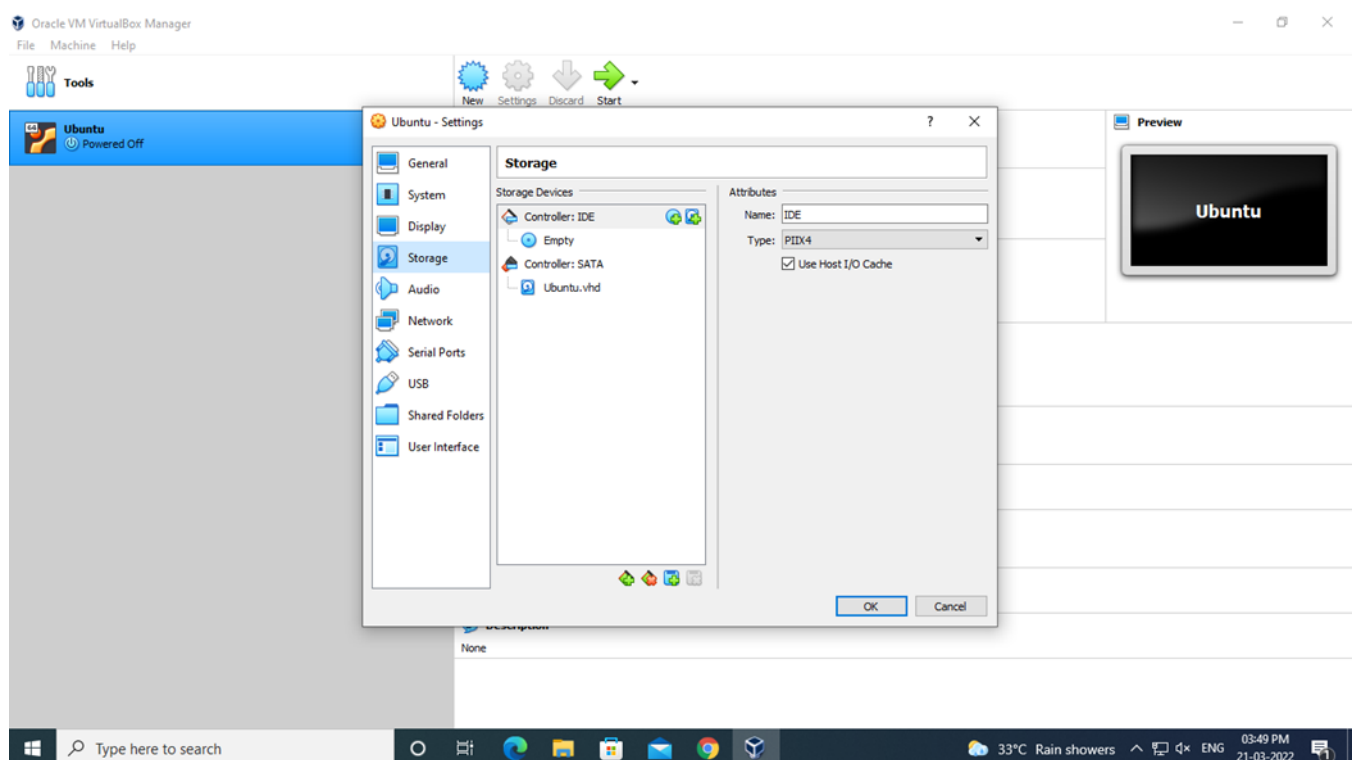 Oracle VM VirtualBox Manager
File Machine Help
Tools
New Settings Discard Start
64
Ubuntu
Powered Off
Preview
Ubuntu
Ubuntu - Settings
?
General
System
Display
Storage
Audio
Network
Serial Ports
USB
Shared Folders
User Interface
Storage
Storage Devices
Controller: IDE
Empty
Controller: SATA
Ubuntu.vhd
Attributes
Name: IDE
Type: PIIX4
Use Host I/O Cache
OK Cancel
Description
None
Type here to search
33°C Rain showers
ENG
03:49 PM
21-03-2022
1